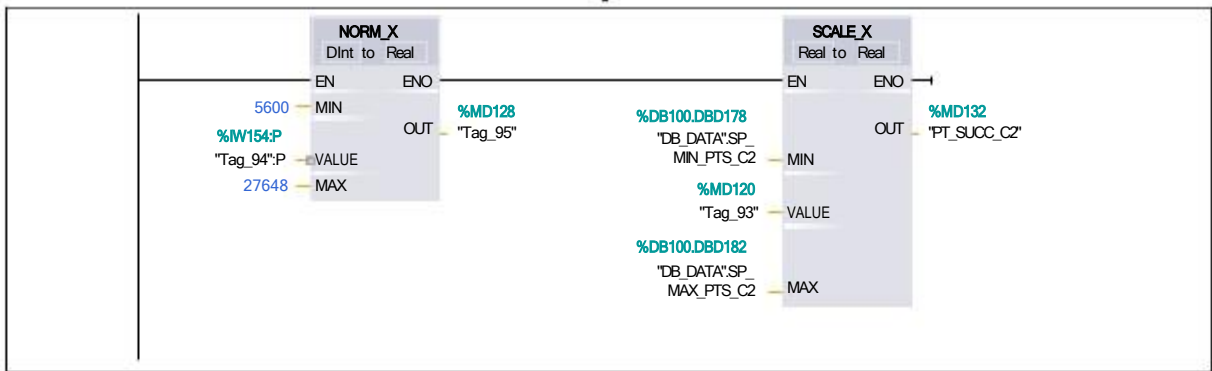 NORM_X
DInt to Real
EN ENO
5600 MIN
%MD128
OUT "Tag_95"
%IW154:P
"Tag_94":P VALUE
27648 MAX
SCALE_X
Real to Real
EN ENO
%DB100.DBD178
"DB_DATA".SP_
MIN_PTS_C2 MIN
%MD132
OUT "PT_SUCC_C2"
%MD120
"Tag_93" VALUE
%DB100.DBD182
"DB_DATA".SP_
MAX_PTS_C2 MAX